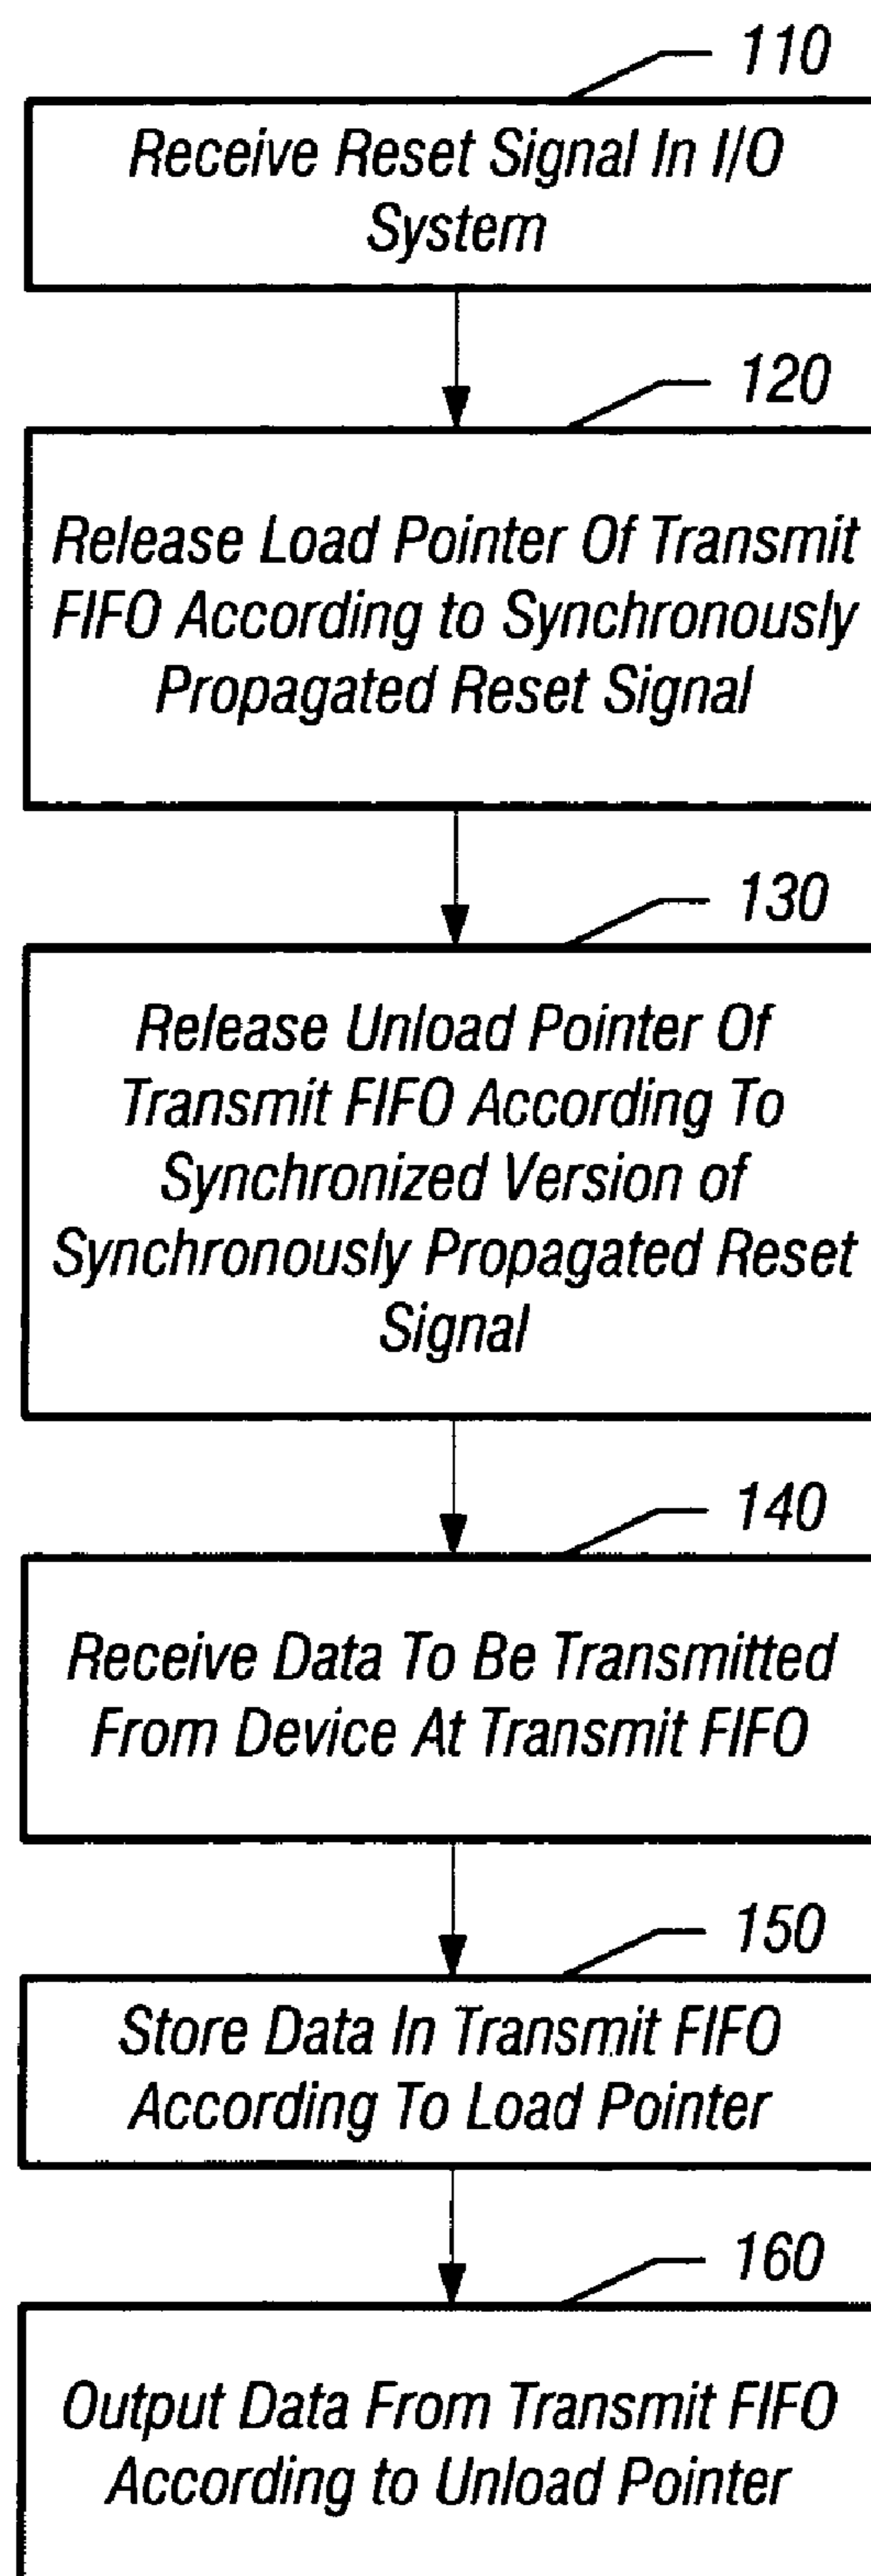 110
Receive Reset Signal In I/O
System
120
Release Load Pointer Of Transmit
FIFO According to Synchronously
Propagated Reset Signal
130
Release Unload Pointer Of
Transmit FIFO According To
Synchronized Version of
Synchronously Propagated Reset
Signal
140
Receive Data To Be Transmitted
From Device At Transmit FIFO
150
Store Data In Transmit FIFO
According To Load Pointer
160
Output Data From Transmit FIFO
According to Unload Pointer